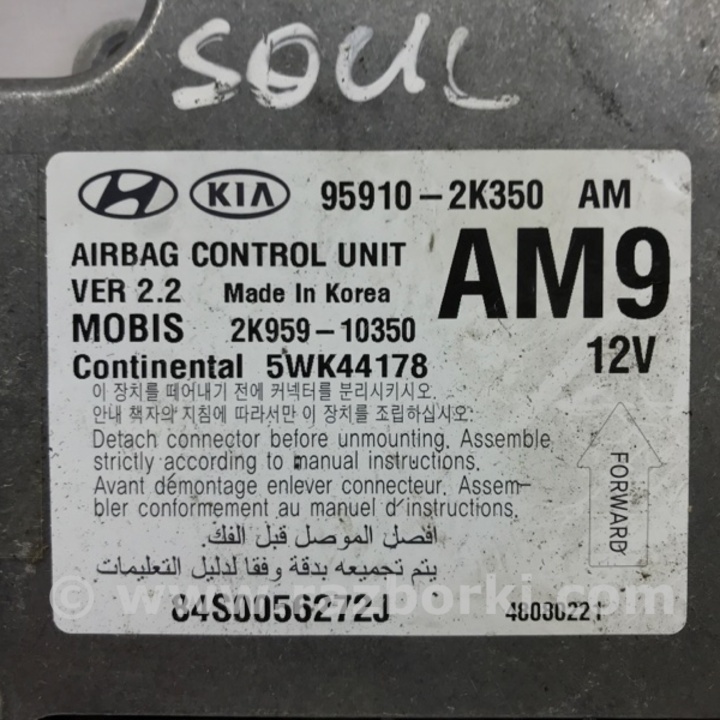 SOUL
HYUNDAI KIA 95910-2K350 AM
AIRBAG CONTROL UNIT
AM9
VER 2.2 Made In Korea
MOBIS 2K959-10350
12V
Continental 5WK44178
이 장치를 떼어내기 전에 커넥터를 분리시키시오.
안내 책자의 지침에 따라서만 이 장치를 조립하십시오.
Detach connector before unmounting. Assemble
strictly according to manual instructions.
Avant démontage enlever connecteur. Assem-
bler conformement au manuel d'instructions.
FORWARD
افصل الموصل قبل الفك.
يتم تجميعه بدقة وفقا لدليل التعليمات
84S0056272J 48030221